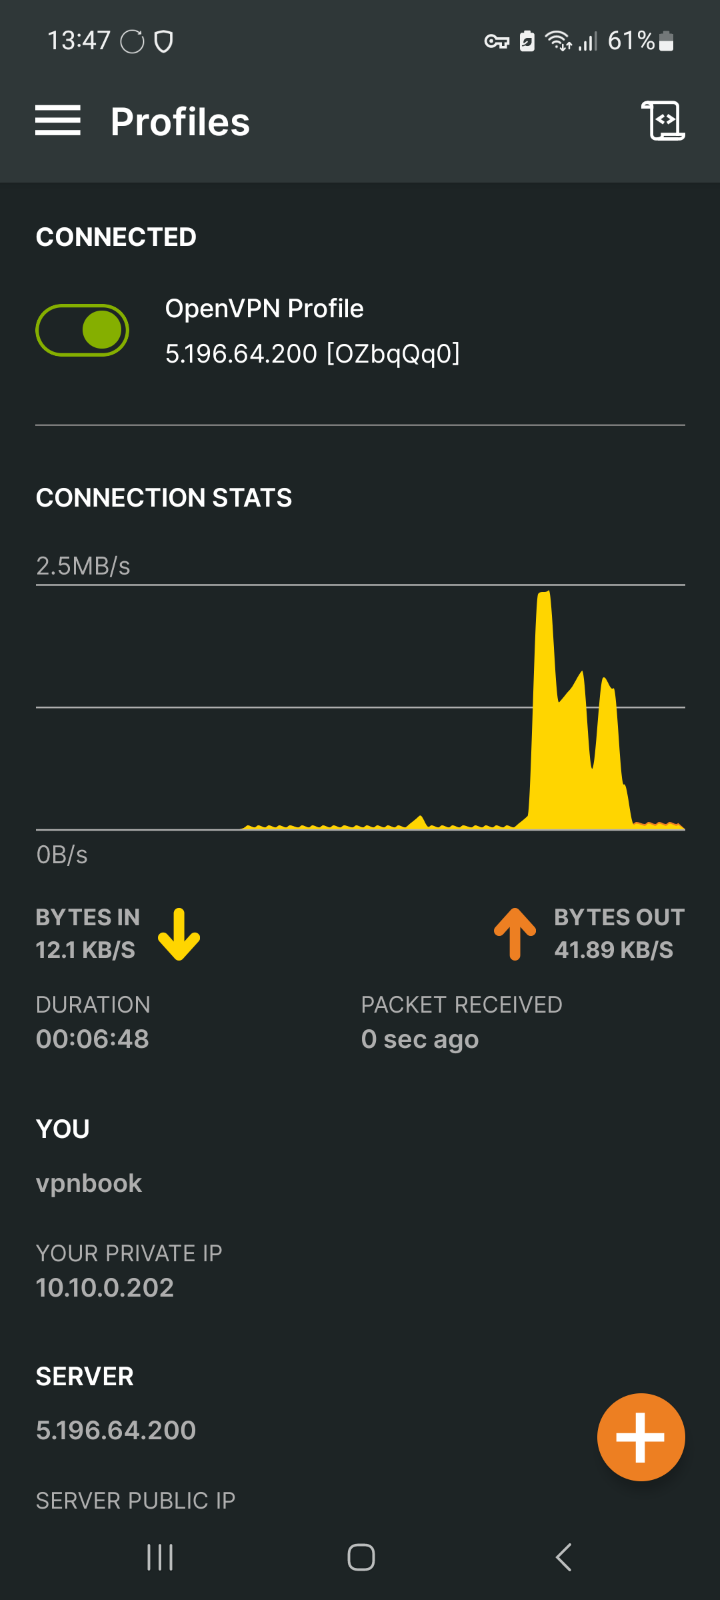 13:47 61%
Profiles
CONNECTED
OpenVPN Profile
5.196.64.200 [OZbqQq0]
CONNECTION STATS
2.5MB/s
0B/s
BYTES IN
12.1 KB/S
BYTES OUT
41.89 KB/S
DURATION
00:06:48
PACKET RECEIVED
0 sec ago
YOU
vpnbook
YOUR PRIVATE IP
10.10.0.202
SERVER
5.196.64.200
SERVER PUBLIC IP